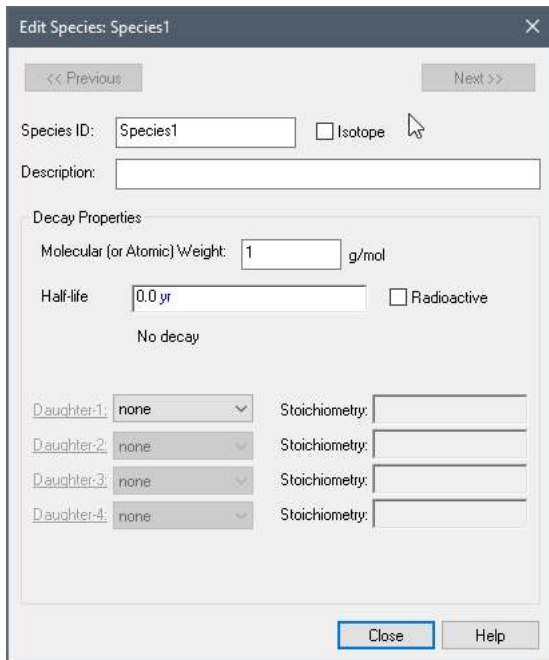 Edit Species: Species1
<< Previous
Next >>
Species ID: Species1 Isotope
Description:
Decay Properties
Molecular (or Atomic) Weight: 1 g/mol
Half-life 0.0 yr Radioactive
No decay
Daughter-1: none Stoichiometry:
Daughter-2: none Stoichiometry:
Daughter-3: none Stoichiometry:
Daughter-4: none Stoichiometry:
Close Help